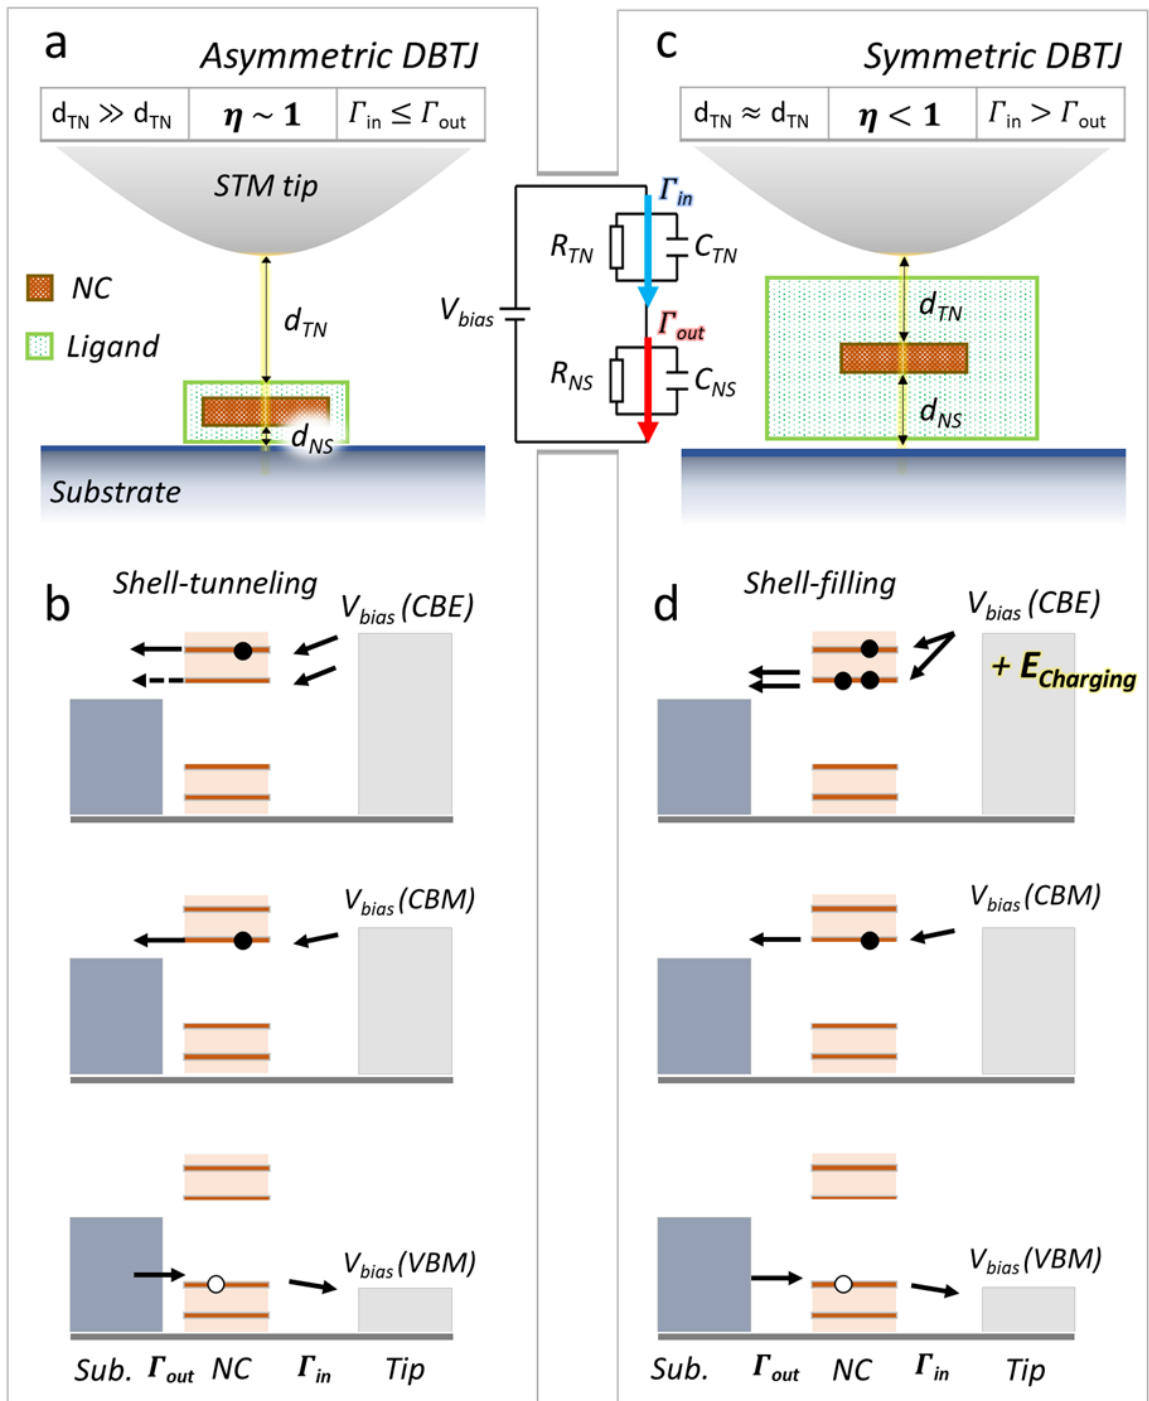 a
Asymmetric DBTJ
d_TN ≫ d_TN
η ~ 1
Γ_in ≤ Γ_out
STM tip
NC
Ligand
d_TN
d_NS
Substrate
V_bias
Γ_in
R_TN
C_TN
Γ_out
R_NS
C_NS
c
Symmetric DBTJ
d_TN ≈ d_TN
η < 1
Γ_in > Γ_out
d_TN
d_NS
b
Shell-tunneling
V_bias (CBE)
V_bias (CBM)
V_bias (VBM)
Sub. Γ_out NC Γ_in Tip
d
Shell-filling
V_bias (CBE)
+ E_Charging
V_bias (CBM)
V_bias (VBM)
Sub. Γ_out NC Γ_in Tip